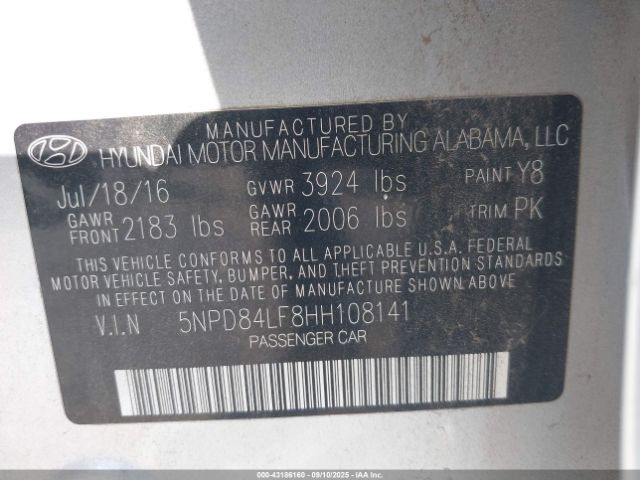 MANUFACTURED BY
HYUNDAI MOTOR MANUFACTURING ALABAMA, LLC
Jul/18/16 GVWR 3924 lbs PAINT Y8
GAWR FRONT 2183 lbs GAWR REAR 2006 lbs TRIM PK
THIS VEHICLE CONFORMS TO ALL APPLICABLE U.S.A. FEDERAL
MOTOR VEHICLE SAFETY, BUMPER, AND THEFT PREVENTION STANDARDS
IN EFFECT ON THE DATE OF MANUFACTURE SHOWN ABOVE
V.I.N 5NPD84LF8HH108141
PASSENGER CAR
000-43186160 - 09/10/2025 - iaacanada.ca